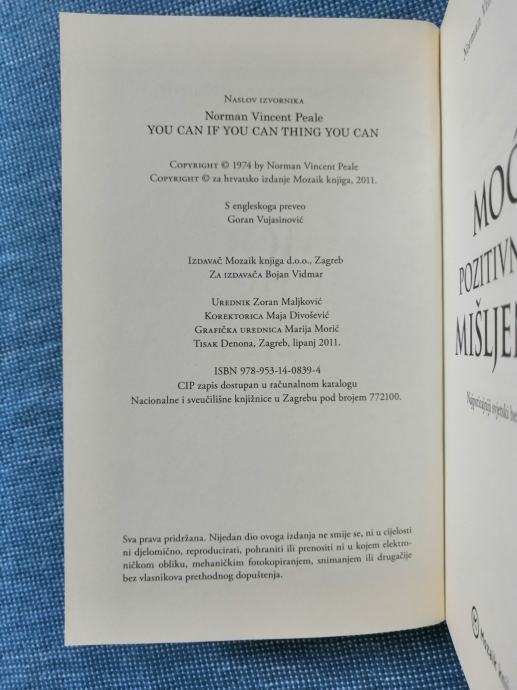 Naslov izvornika
Norman Vincent Peale
YOU CAN IF YOU CAN THING YOU CAN
Copyright © 1974 by Norman Vincent Peale
Copyright © za hrvatsko izdanje Mozaik knjiga, 2011.
S engleskoga preveo
Goran Vujasinović
Izdavač Mozaik knjiga d.o.o., Zagreb
Za izdavača Bojan Vidmar
Urednik Zoran Maljković
Korektorica Maja Divošević
Grafička urednica Marija Morić
Tisak Denona, Zagreb, lipanj 2011.
ISBN 978-953-14-0839-4
CIP zapis dostupan u računalnom katalogu
Nacionalne i sveučilišne knjižnice u Zagrebu pod brojem 772100.
Sva prava pridržana. Nijedan dio ovoga izdanja ne smije se, ni u cijelosti
ni djelomično, reproducirati, pohraniti ili prenositi ni u kojem elektro-
ničkom obliku, mehaničkim fotokopiranjem, snimanjem ili drugačije
bez vlasnikova prethodnog dopuštenja.
Norman
MOĆ
POZITIVN
MIŠLJE
Najuticajniji svjetski
Mozaik